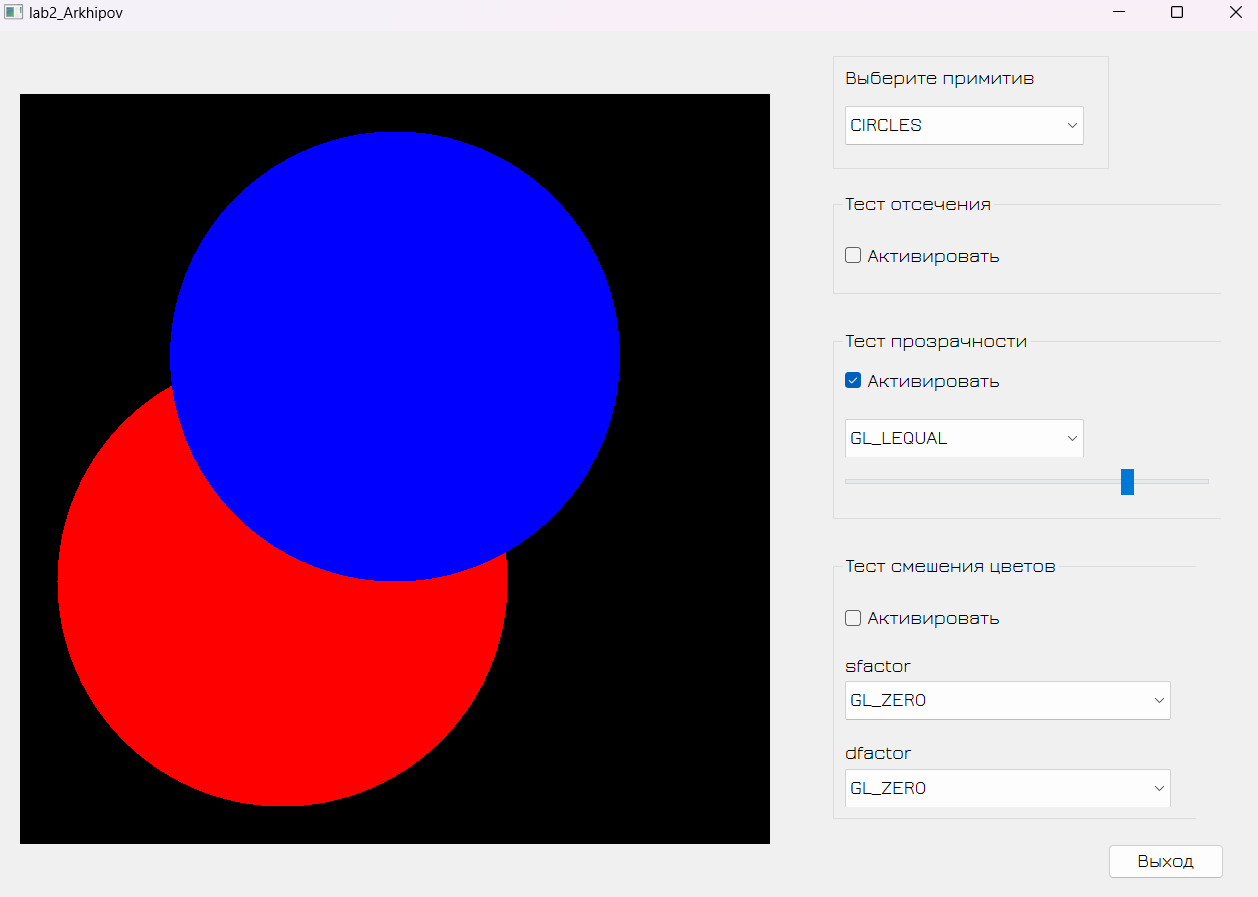 lab2_Arkhipov
Выберите примитив
CIRCLES
Тест отсечения
Активировать
Тест прозрачности
Активировать
GL_LEQUAL
Тест смешения цветов
Активировать
sfactor
GL_ZERO
dfactor
GL_ZERO
Выход